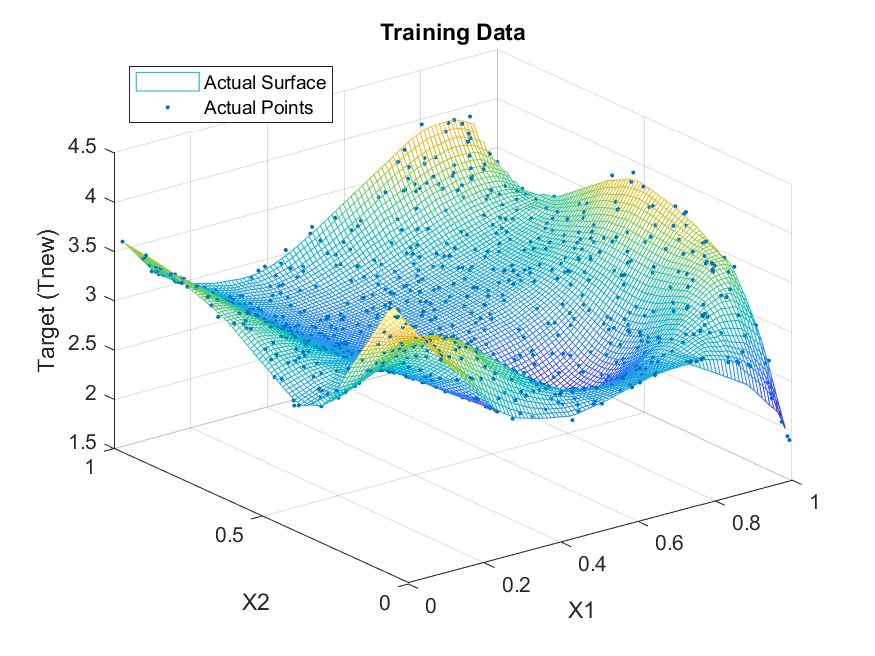 Training Data
Actual Surface
Actual Points
4.5
4
3.5
3
2.5
2
1.5
Target (Tnew)
1
0.5
0
X2
0
0.2
0.4
0.6
0.8
1
X1